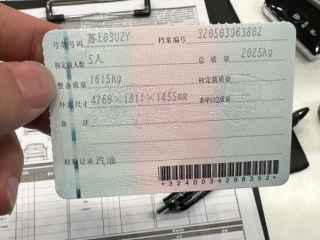 号牌号码 苏E03U2Y 档案编号 320503963802
核定载人数 5人 总质量 2025kg
整备质量 1615kg 核定载质量
外廓尺寸 4760×1811×1455mm 准牵引总质量
备注
检验记录 汽油
*3240034298352*